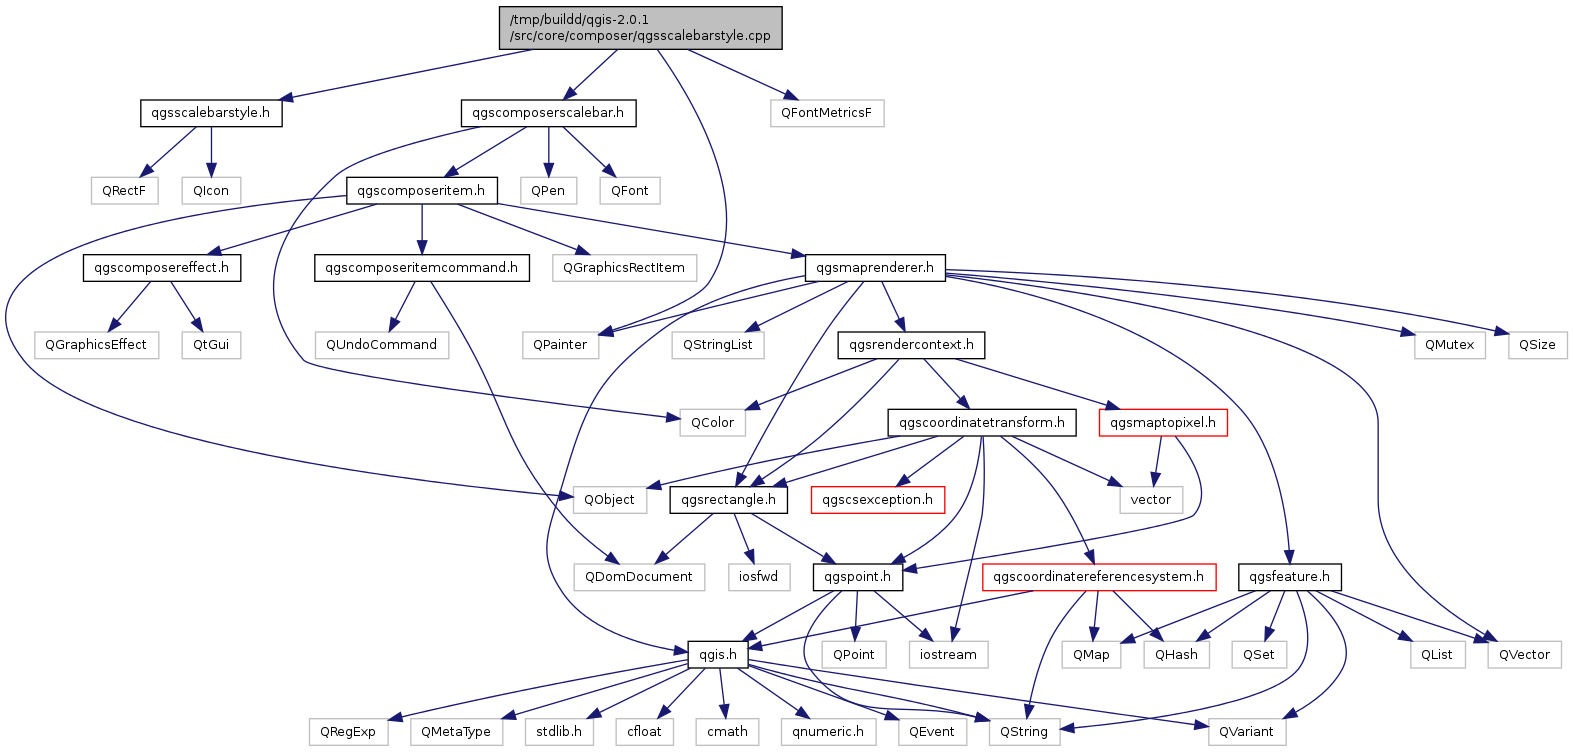 /tmp/buildd/qgis-2.0.1
/src/core/composer/qgsscalebarstyle.cpp
qgsscalebarstyle.h
qgscomposerscalebar.h
QFontMetricsF
QRectF
QIcon
qgscomposeritem.h
QPen
QFont
qgscomposereffect.h
qgscomposeritemcommand.h
QGraphicsRectItem
qgsmaprenderer.h
QGraphicsEffect
QtGui
QUndoCommand
QPainter
QStringList
qgsrendercontext.h
QMutex
QSize
QColor
qgscoordinatetransform.h
qgsmaptopixel.h
QObject
qgsrectangle.h
qgscsexception.h
vector
QDomDocument
iosfwd
qgspoint.h
qgscoordinatereferencesystem.h
qgsfeature.h
qgis.h
QPoint
iostream
QMap
QHash
QSet
QList
QVector
QRegExp
QMetaType
stdlib.h
cfloat
cmath
qnumeric.h
QEvent
QString
QVariant